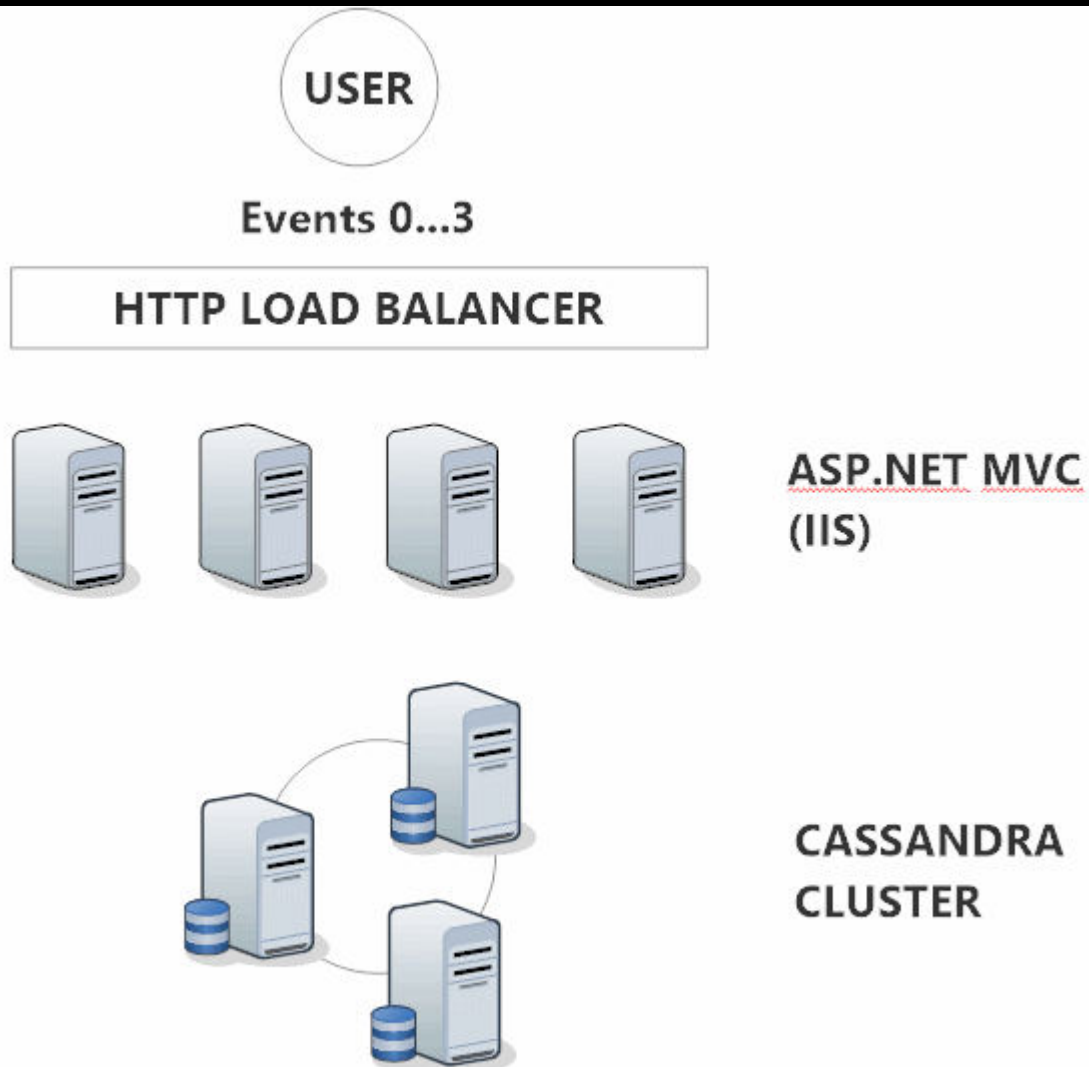 USER
Events 0...3
HTTP LOAD BALANCER
ASP.NET MVC
(IIS)
CASSANDRA
CLUSTER